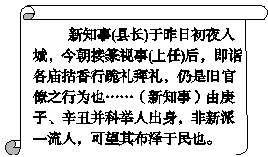 新知事(县长)于昨日初夜入
城，今朝接篆视事(上任)后，即诣
各庙拈香行跪礼拜礼，仍是旧官
僚之行为也……（新知事）由庚
子、辛丑并科举人出身，非新派
一流人，可望其布泽于民也。